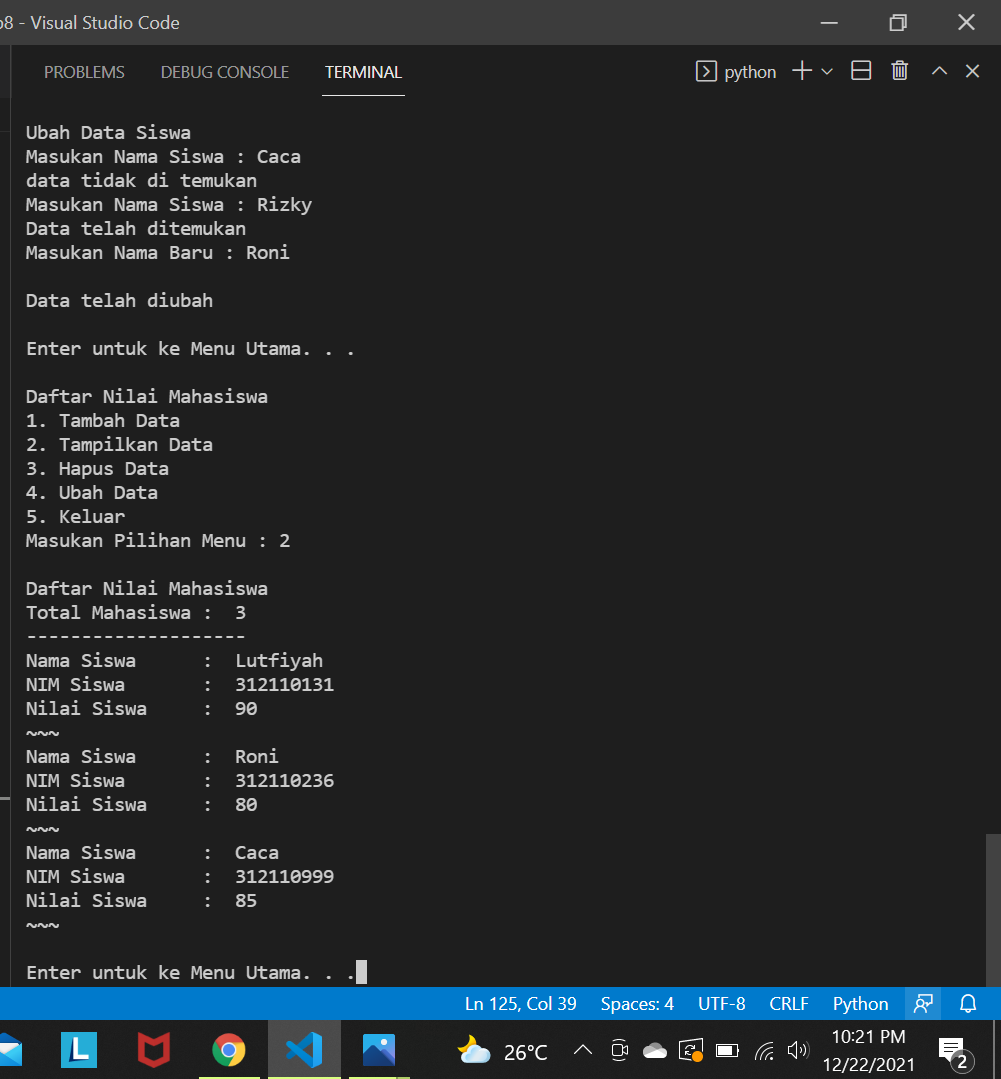 o8 - Visual Studio Code
PROBLEMS DEBUG CONSOLE TERMINAL python
Ubah Data Siswa
Masukan Nama Siswa : Caca
data tidak di temukan
Masukan Nama Siswa : Rizky
Data telah ditemukan
Masukan Nama Baru : Roni
Data telah diubah
Enter untuk ke Menu Utama. . .
Daftar Nilai Mahasiswa
1. Tambah Data
2. Tampilkan Data
3. Hapus Data
4. Ubah Data
5. Keluar
Masukan Pilihan Menu : 2
Daftar Nilai Mahasiswa
Total Mahasiswa :  3
--------------------
Nama Siswa      :  Lutfiyah
NIM Siswa       :  312110131
Nilai Siswa     :  90
~~~
Nama Siswa      :  Roni
NIM Siswa       :  312110236
Nilai Siswa     :  80
~~~
Nama Siswa      :  Caca
NIM Siswa       :  312110999
Nilai Siswa     :  85
~~~
Enter untuk ke Menu Utama. . .
Ln 125, Col 39 Spaces: 4 UTF-8 CRLF Python
L 26°C 10:21 PM
12/22/2021 2